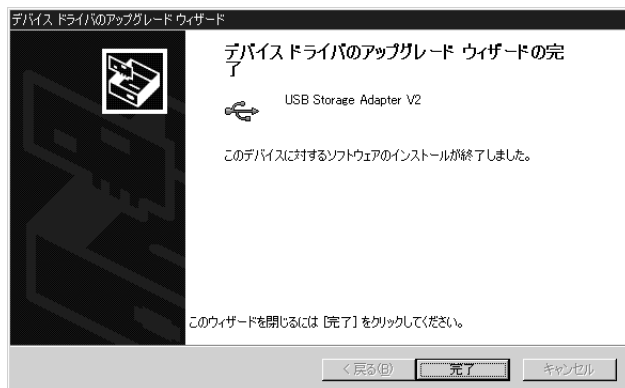 デバイス ドライバのアップグレード ウィザード
デバイス ドライバのアップグレード ウィザードの完
了
USB Storage Adapter V2
このデバイスに対するソフトウェアのインストールが終了しました。
このウィザードを閉じるには [完了] をクリックしてください。
< 戻る(B)
完了
キャンセル